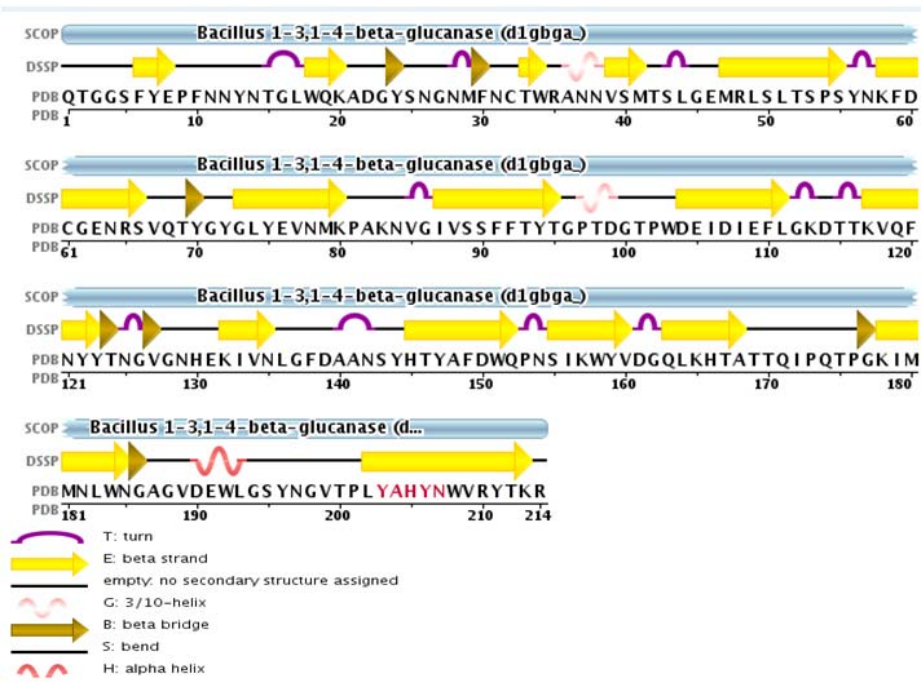 SCOP Bacillus 1-3,1-4-beta-glucanase (d1gbga_)
DSSP
PDB QTGGSFYEPFNNYNTGLWQKADGYSNGNMFNCTWRANNVSMTSLGEMRLSLTSPSYNKFD
PDB 1 10 20 30 40 50 60
SCOP Bacillus 1-3,1-4-beta-glucanase (d1gbga_)
DSSP
PDB CGENRSVQTYGYGLYEVNMKPAKNVGIVSSFFTYTGPTDGTPWDEIDIEFLGKDTTKVQF
PDB 61 70 80 90 100 110 120
SCOP Bacillus 1-3,1-4-beta-glucanase (d1gbga_)
DSSP
PDB NYYTNGVGNHEKIVNLGFDAANSYHTYAFDWQPNSIKWYVDGQLKHTATTQIPQTPGKIM
PDB 121 130 140 150 160 170 180
SCOP Bacillus 1-3,1-4-beta-glucanase (d...
DSSP
PDB MNLWNGAGVDEWLGSYNGVTPLYAHYNWVRYTKR
PDB 181 190 200 210 214
T: turn
E: beta strand
empty: no secondary structure assigned
G: 3/10-helix
B: beta bridge
S: bend
H: alpha helix